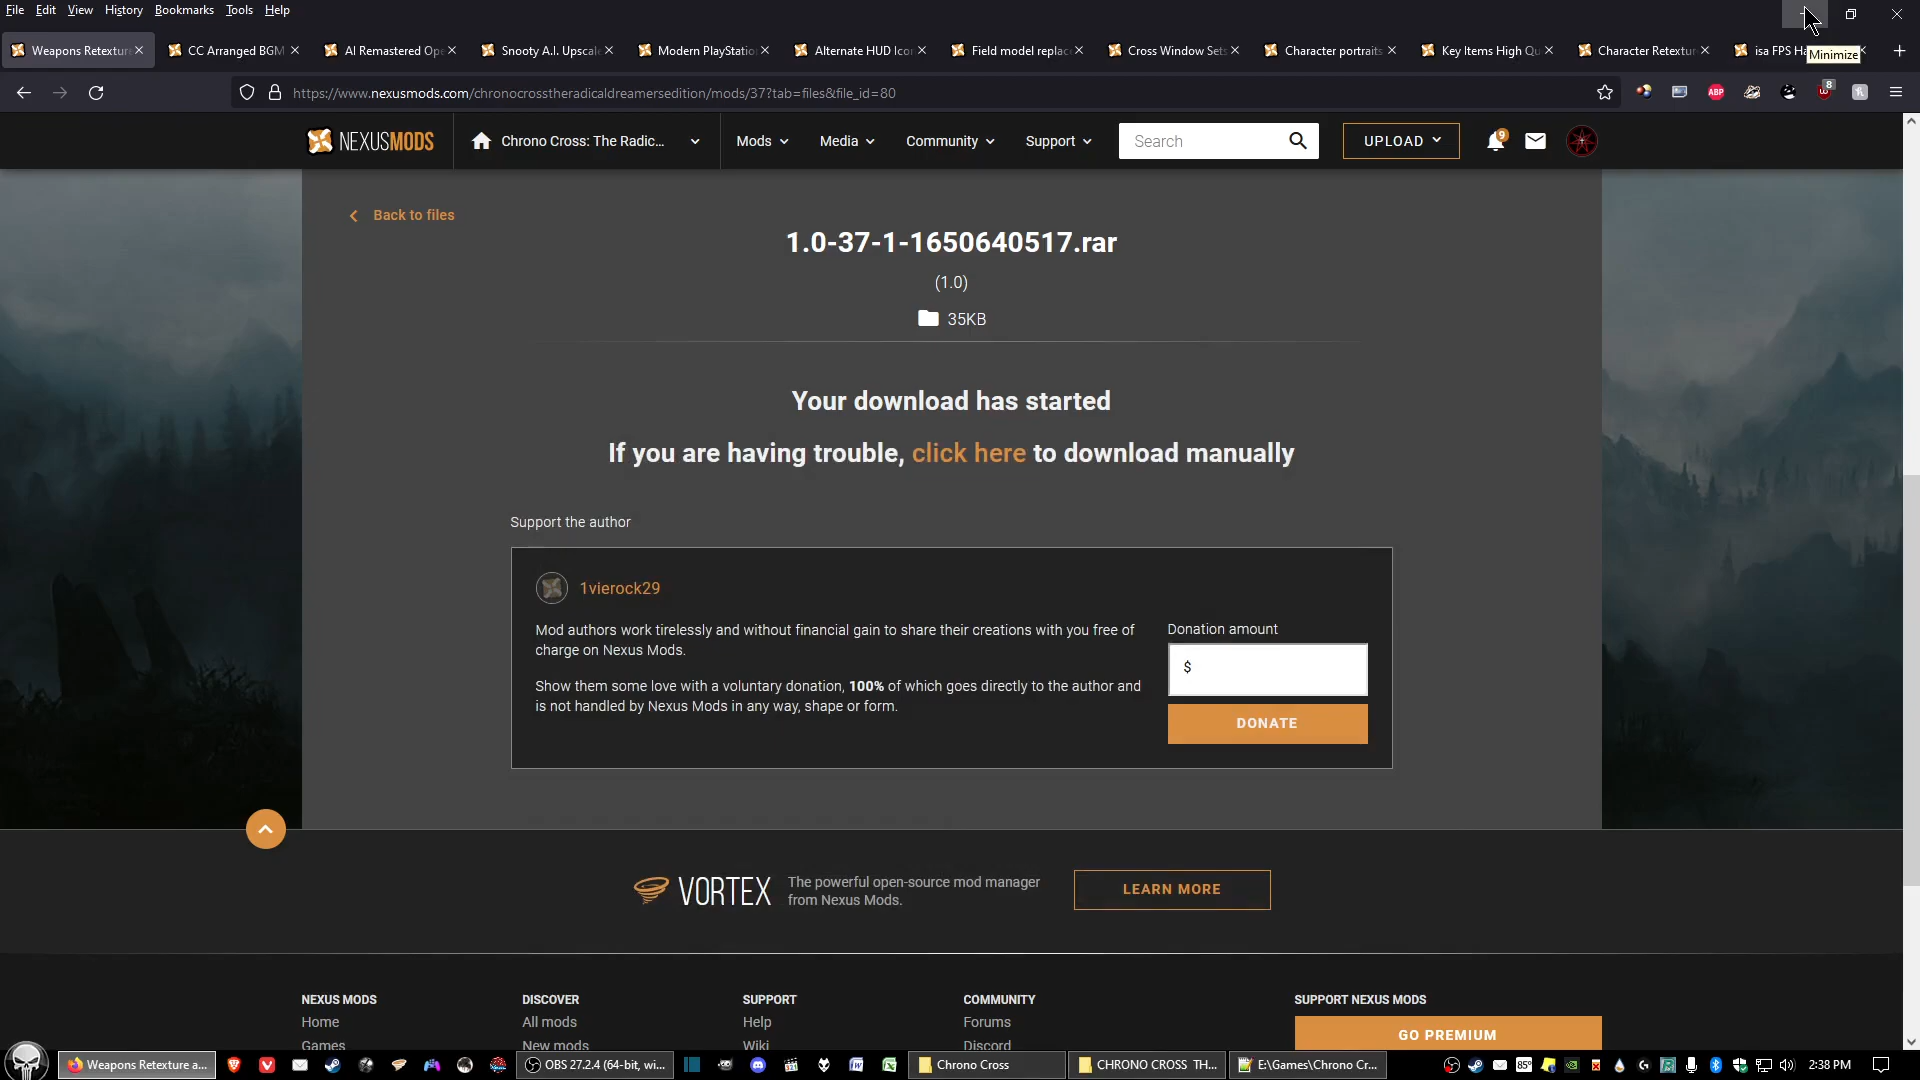 File Edit View History Bookmarks Tools Help
Weapons Retexture
CC Arranged BGM
AI Remastered Ope
Snooty A.I. Upscal
Modern PlayStatio
Alternate HUD Ico
Field model replac
Cross Window Sets
Character portraits
Key Items High Qu
Character Retextur
isa FPS Ha
Minimize
https://www.nexusmods.com/chronocrosstheradicaldreamersedition/mods/37?tab=files&file_id=80
ABP
8
NEXUSMODS
Chrono Cross: The Radic...
Mods
Media
Community
Support
Search
UPLOAD
9
Back to files
1.0-37-1-1650640517.rar
(1.0)
35KB
Your download has started
If you are having trouble, click here to download manually
Support the author
1vierock29
Mod authors work tirelessly and without financial gain to share their creations with you free of
charge on Nexus Mods.
Show them some love with a voluntary donation, 100% of which goes directly to the author and
is not handled by Nexus Mods in any way, shape or form.
Donation amount
$
DONATE
VORTEX
The powerful open-source mod manager
from Nexus Mods.
LEARN MORE
NEXUS MODS
Home
Games
DISCOVER
All mods
New mods
SUPPORT
Help
Wiki
COMMUNITY
Forums
Discord
SUPPORT NEXUS MODS
GO PREMIUM
Weapons Retexture a...
OBS 27.2.4 (64-bit, wi...
Chrono Cross
CHRONO CROSS TH...
E:\Games\Chrono Cr...
85°
2:38 PM